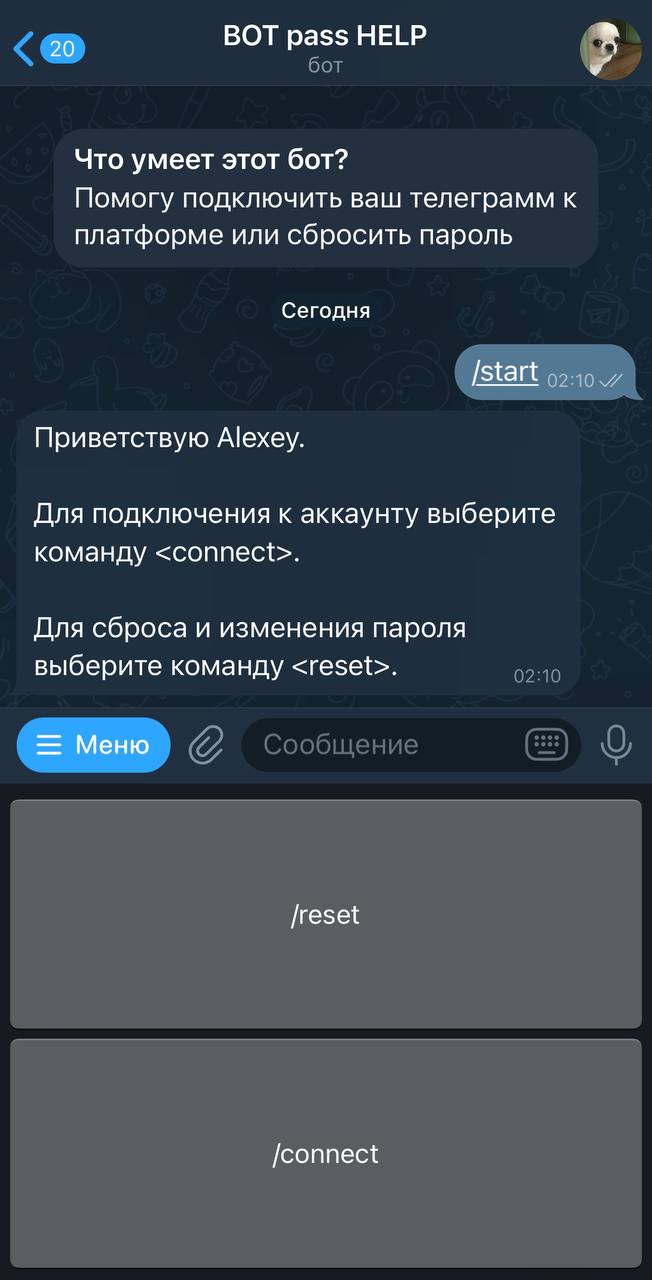 20
BOT pass HELP
бот
Что умеет этот бот?
Помогу подключить ваш телеграмм к
платформе или сбросить пароль
Сегодня
/start 02:10
Приветствую Alexey.
Для подключения к аккаунту выберите
команду <connect>.
Для сброса и изменения пароля
выберите команду <reset>.
02:10
Меню
Сообщение
/reset
/connect